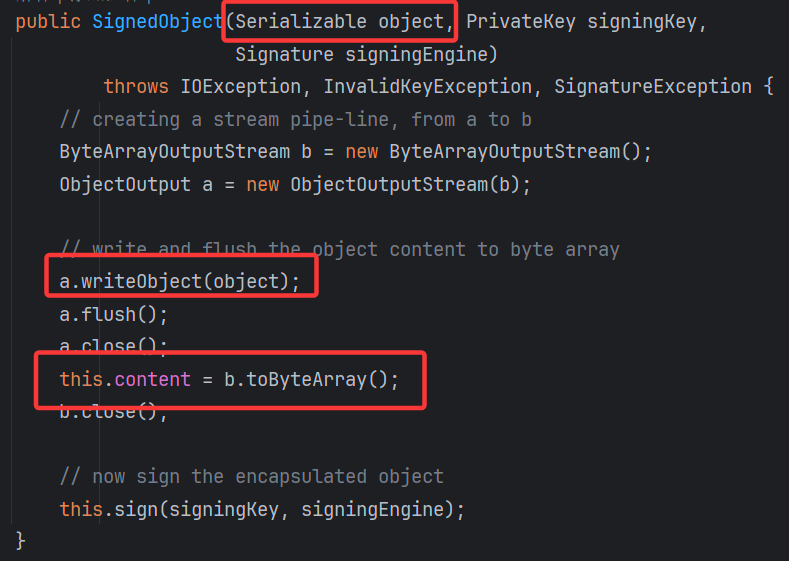 public SignedObject(Serializable object, PrivateKey signingKey,
                    Signature signingEngine)
        throws IOException, InvalidKeyException, SignatureException {
    // creating a stream pipe-line, from a to b
    ByteArrayOutputStream b = new ByteArrayOutputStream();
    ObjectOutput a = new ObjectOutputStream(b);

    // write and flush the object content to byte array
    a.writeObject(object);
    a.flush();
    a.close();
    this.content = b.toByteArray();
    b.close();

    // now sign the encapsulated object
    this.sign(signingKey, signingEngine);
}